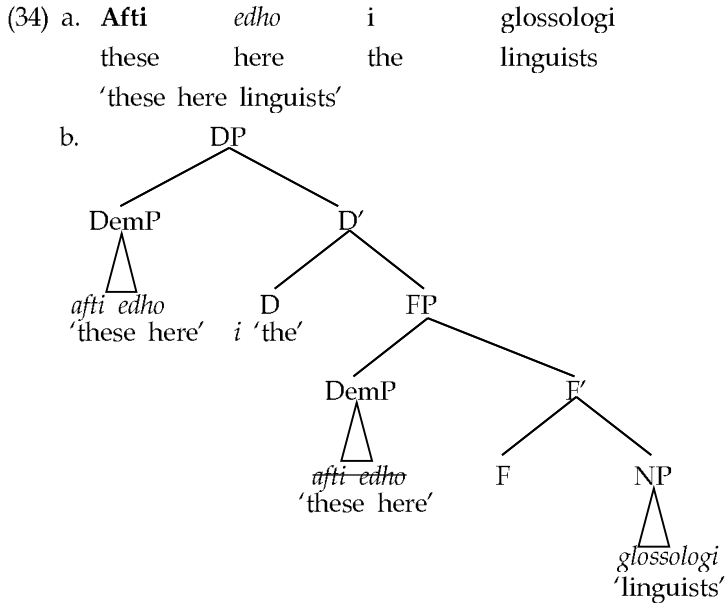 (34) a. Afti edho i glossologi
these here the linguists
‘these here linguists’
b. DP
DemP D′
afti edho D FP
‘these here’ i ‘the’
DemP F′
afti edho F NP
‘these here’
glossologi
‘linguists’